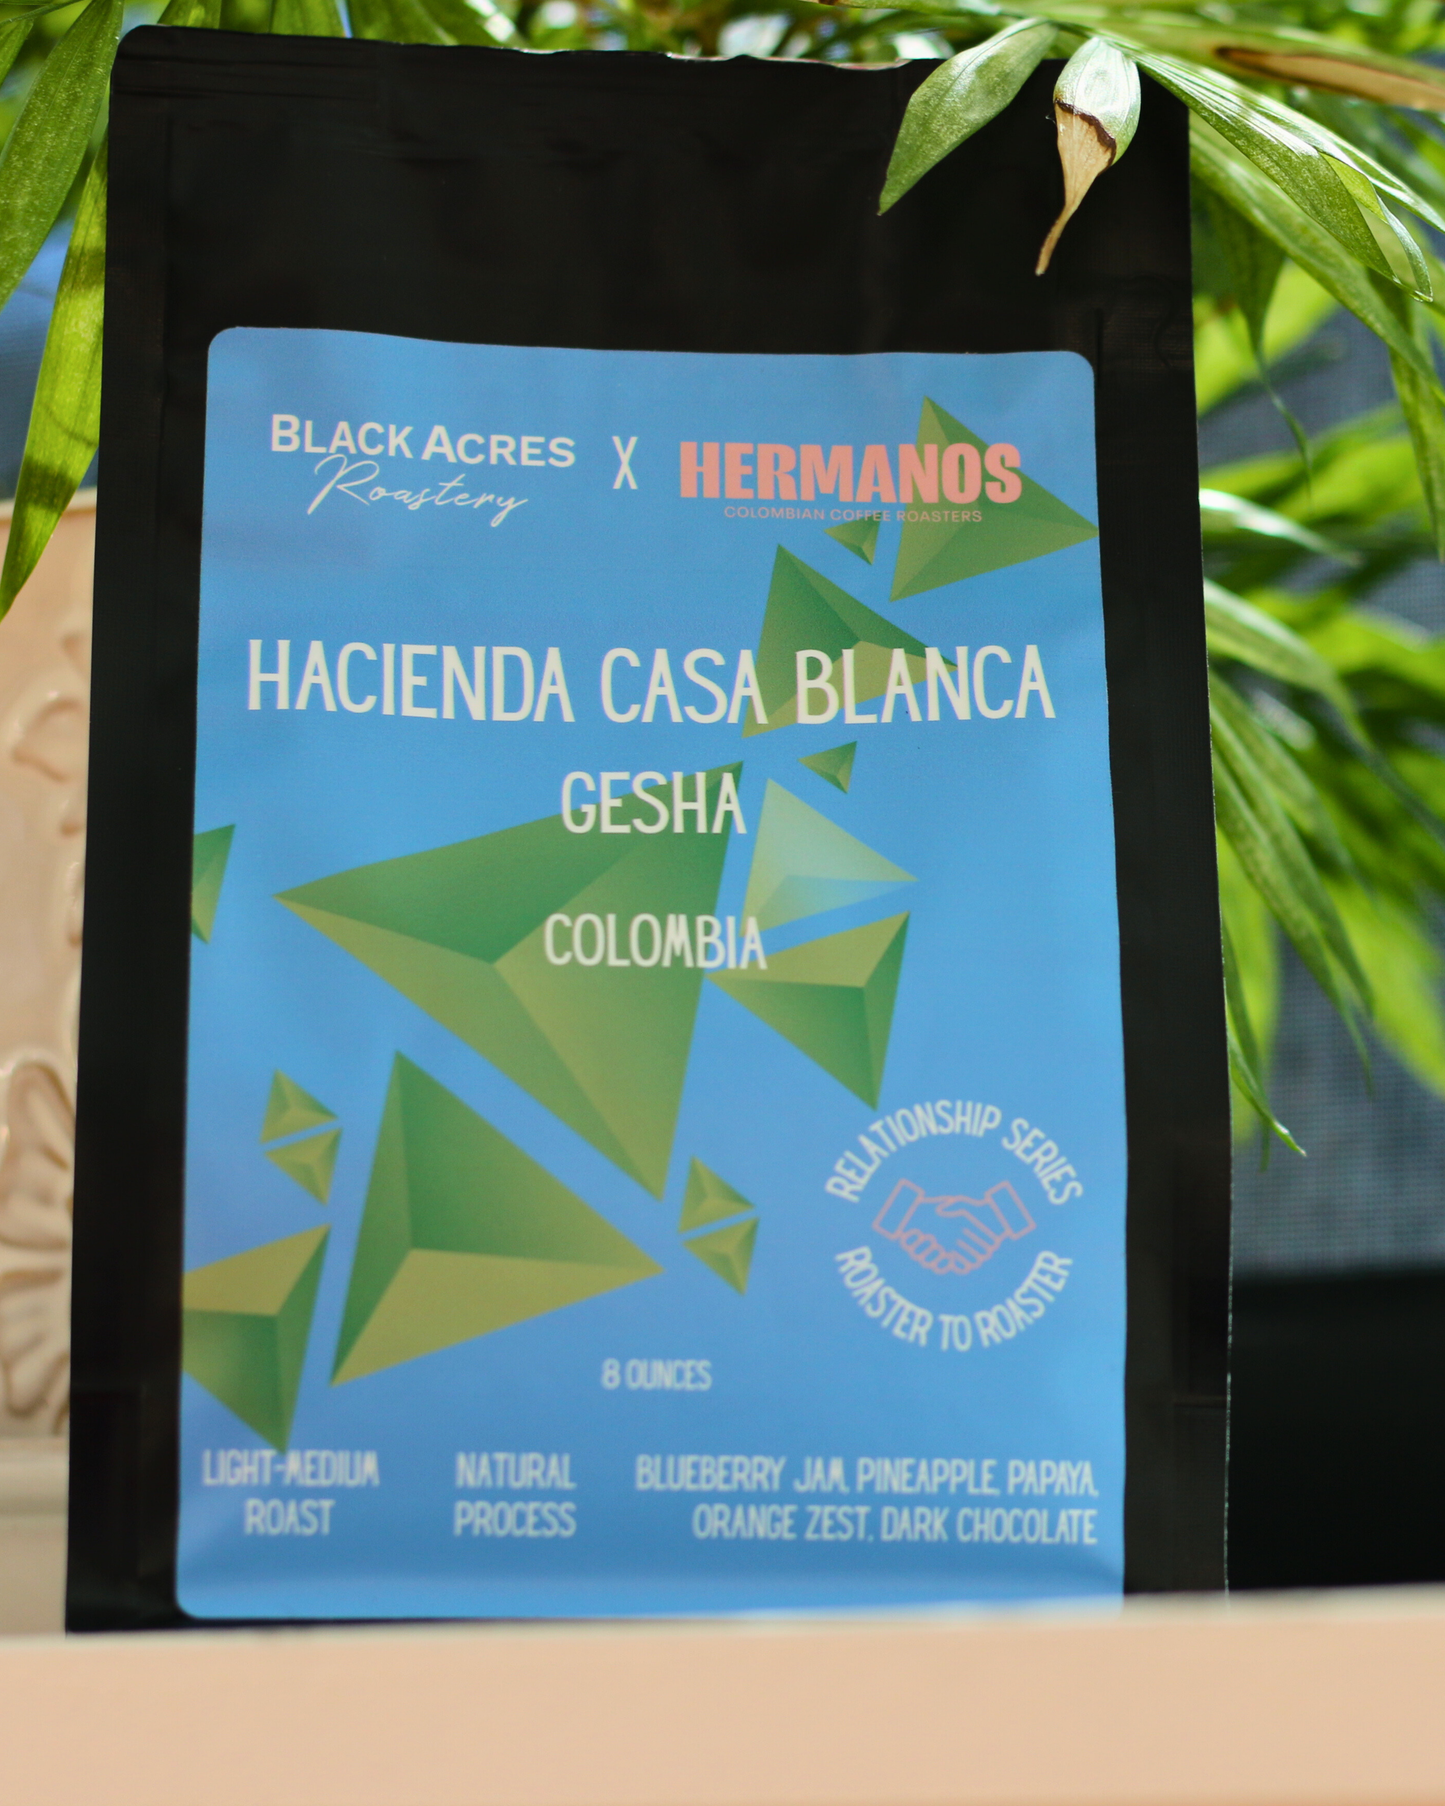 BLACK ACRES
Roastery
X
HERMANOS
COLOMBIAN COFFEE ROASTERS
HACIENDA CASA BLANCA
GESHA
COLOMBIA
RELATIONSHIP SERIES
ROASTER TO ROASTER
8 OUNCES
LIGHT-MEDIUM
ROAST
NATURAL
PROCESS
BLUEBERRY JAM, PINEAPPLE, PAPAYA,
ORANGE ZEST, DARK CHOCOLATE